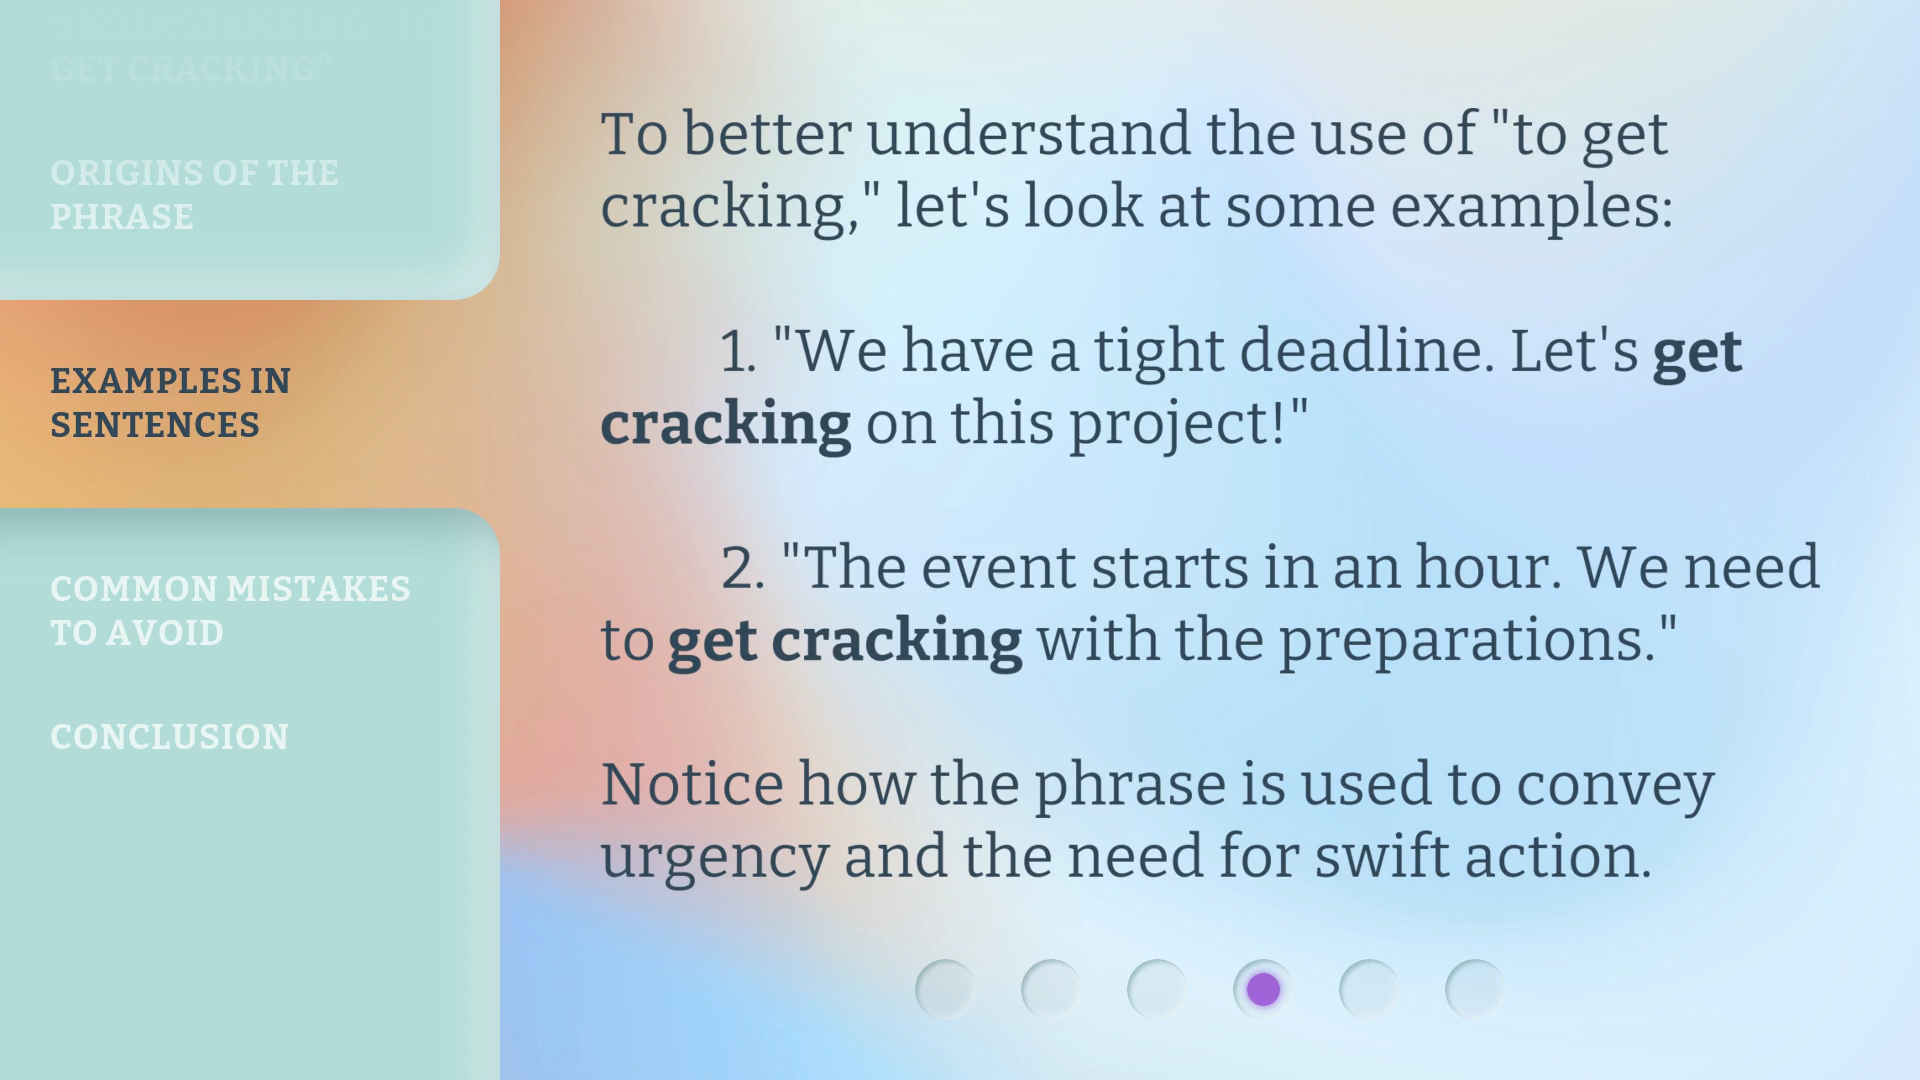 UNDERSTANDING "TO
GET CRACKING"
ORIGINS OF THE
PHRASE
EXAMPLES IN
SENTENCES
COMMON MISTAKES
TO AVOID
CONCLUSION
To better understand the use of "to get
cracking," let's look at some examples:
1. "We have a tight deadline. Let's get
cracking on this project!"
2. "The event starts in an hour. We need
to get cracking with the preparations."
Notice how the phrase is used to convey
urgency and the need for swift action.